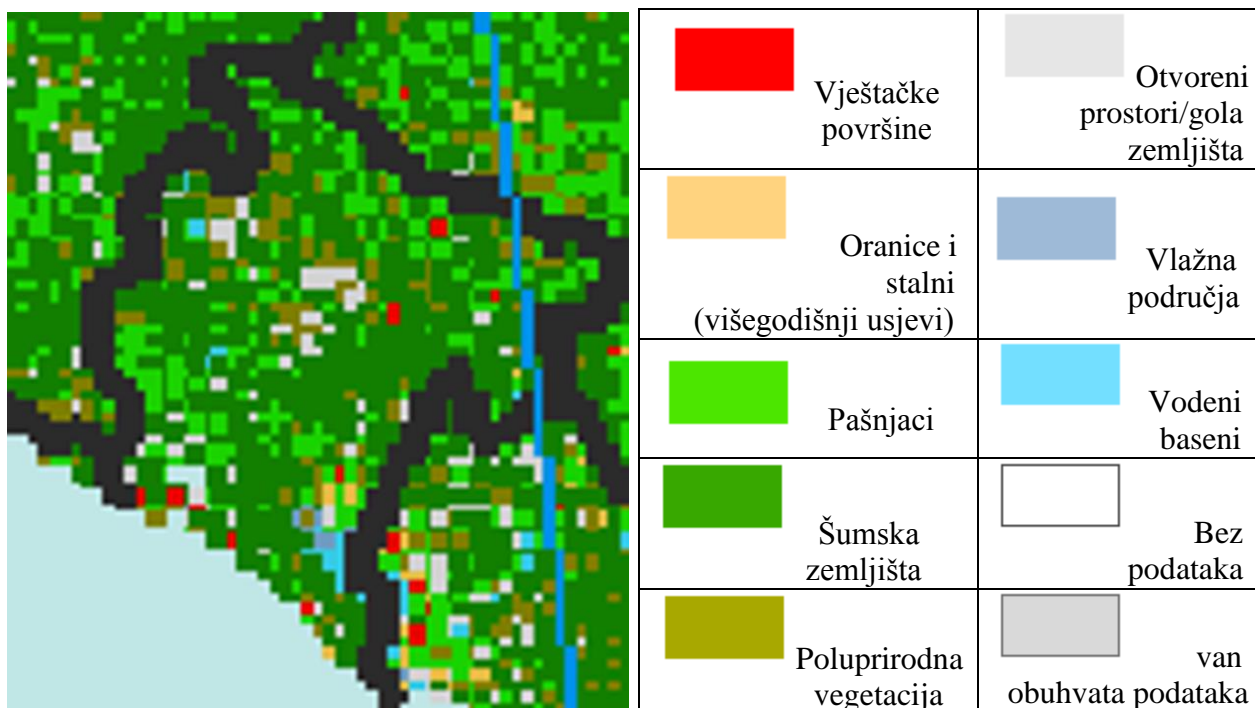 Vještačke
površine
Otvoreni
prostori/gola
zemljišta
Oranice i
stalni
(višegodišnji usjevi)
Vlažna
područja
Pašnjaci
Vodeni
baseni
Šumska
zemljišta
Bez
podataka
Poluprirodna
vegetacija
van
obuhvata podataka